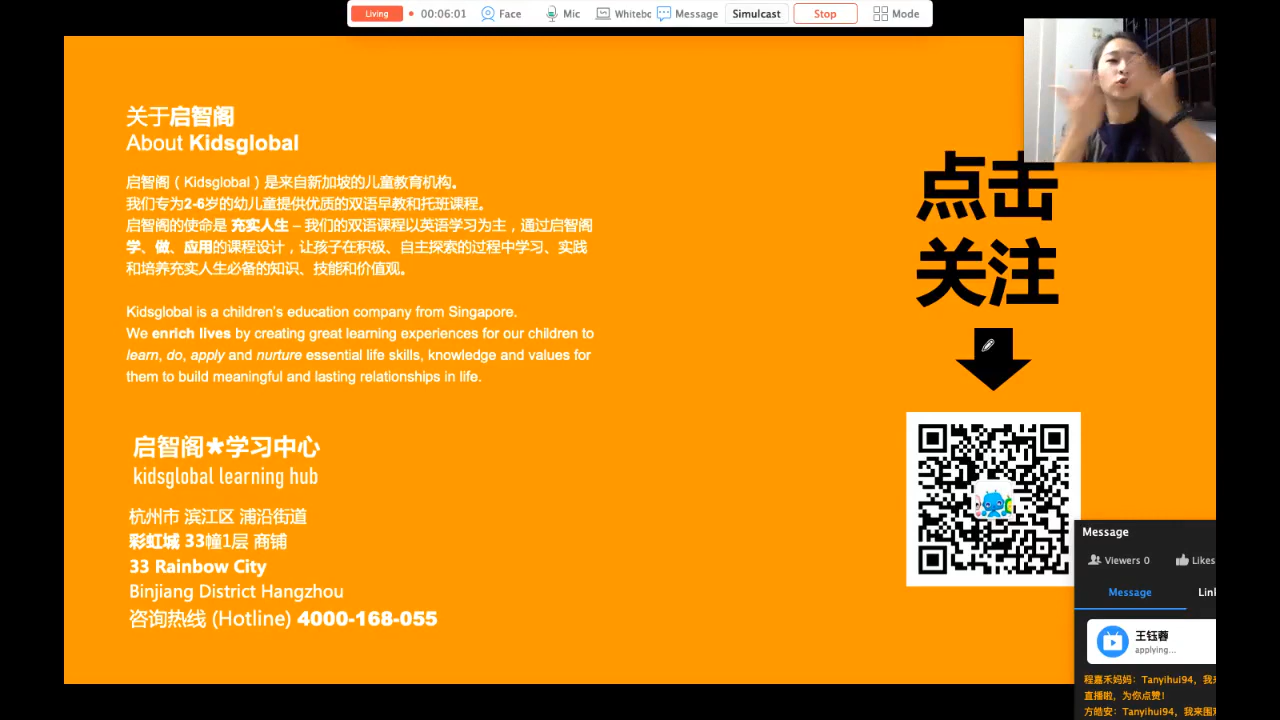 Living
00:06:01
Face
Mic
Whitebc
Message
Simulcast
Stop
Mode
关于启智阁
About Kidsglobal
启智阁（Kidsglobal）是来自新加坡的儿童教育机构。
我们专为2-6岁的幼儿童提供优质的双语早教和托班课程。
启智阁的使命是 充实人生 – 我们的双语课程以英语学习为主，通过启智阁
学、做、应用的课程设计，让孩子在积极、自主探索的过程中学习、实践
和培养充实人生必备的知识、技能和价值观。
Kidsglobal is a children's education company from Singapore.
We enrich lives by creating great learning experiences for our children to
learn, do, apply and nurture essential life skills, knowledge and values for
them to build meaningful and lasting relationships in life.
启智阁★学习中心
kidsglobal learning hub
杭州市 滨江区 浦沿街道
彩虹城 33幢1层 商铺
33 Rainbow City
Binjiang District Hangzhou
咨询热线 (Hotline) 4000-168-055
点击
关注
Message
Viewers 0
Likes
Message
Lin
王钰蓉
applying...
程嘉禾妈妈：Tanyihui94，我来
直播啦，为你点赞！
方皓安：Tanyihui94，我来围观